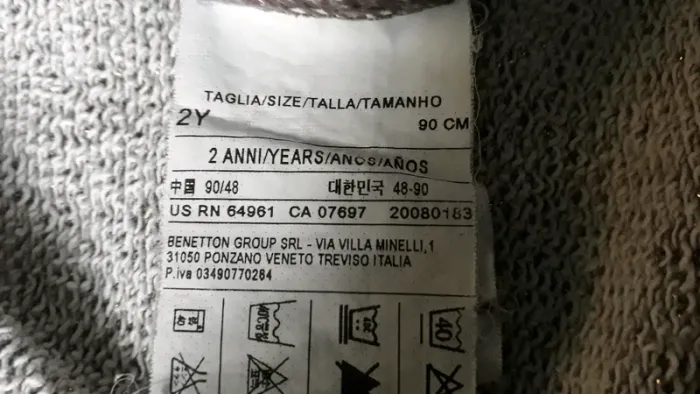 TAGLIA/SIZE/TALLA/TAMANHO
2Y 90 CM
2 ANNI/YEARS/ANOS/AÑOS
中国 90/48 대한민국 48-90
US RN 64961 CA 07697 20080183
BENETTON GROUP SRL - VIA VILLA MINELLI,1
31050 PONZANO VENETO TREVISO ITALIA
P.iva 03490770284
40